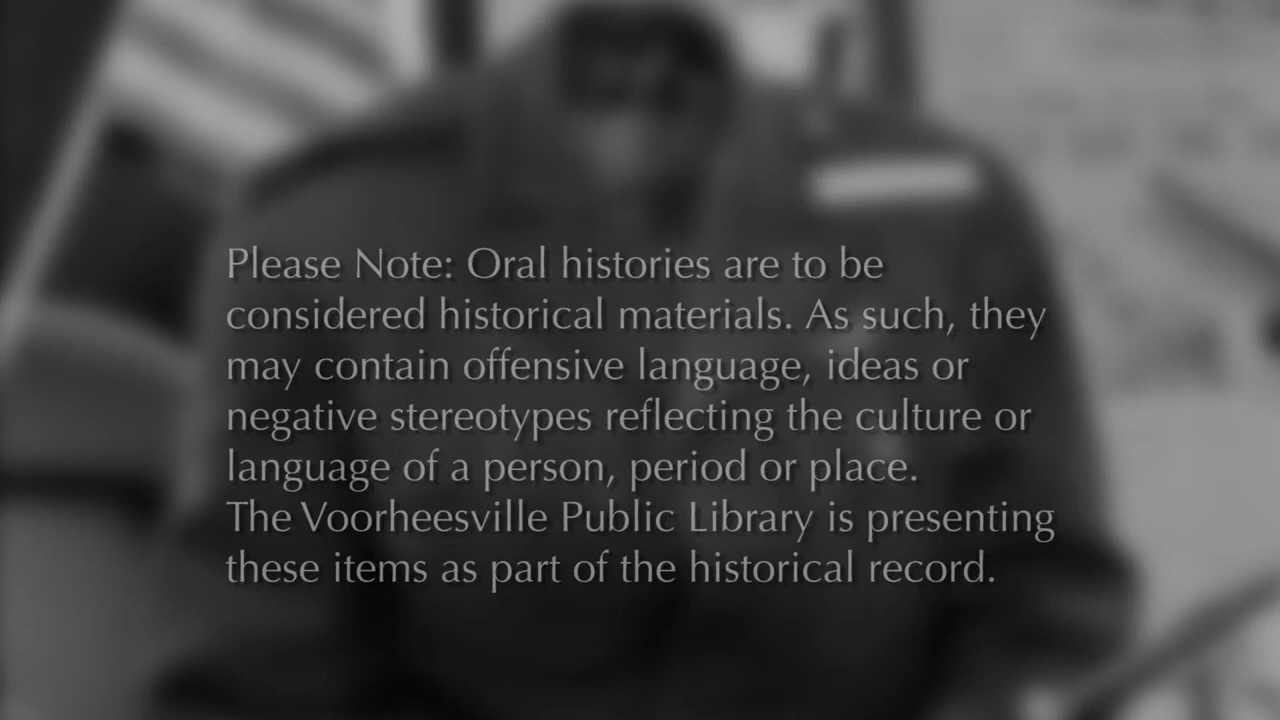 Please Note: Oral histories are to be
considered historical materials. As such, they
may contain offensive language, ideas or
negative stereotypes reflecting the culture or
language of a person, period or place.
The Voorheesville Public Library is presenting
these items as part of the historical record.